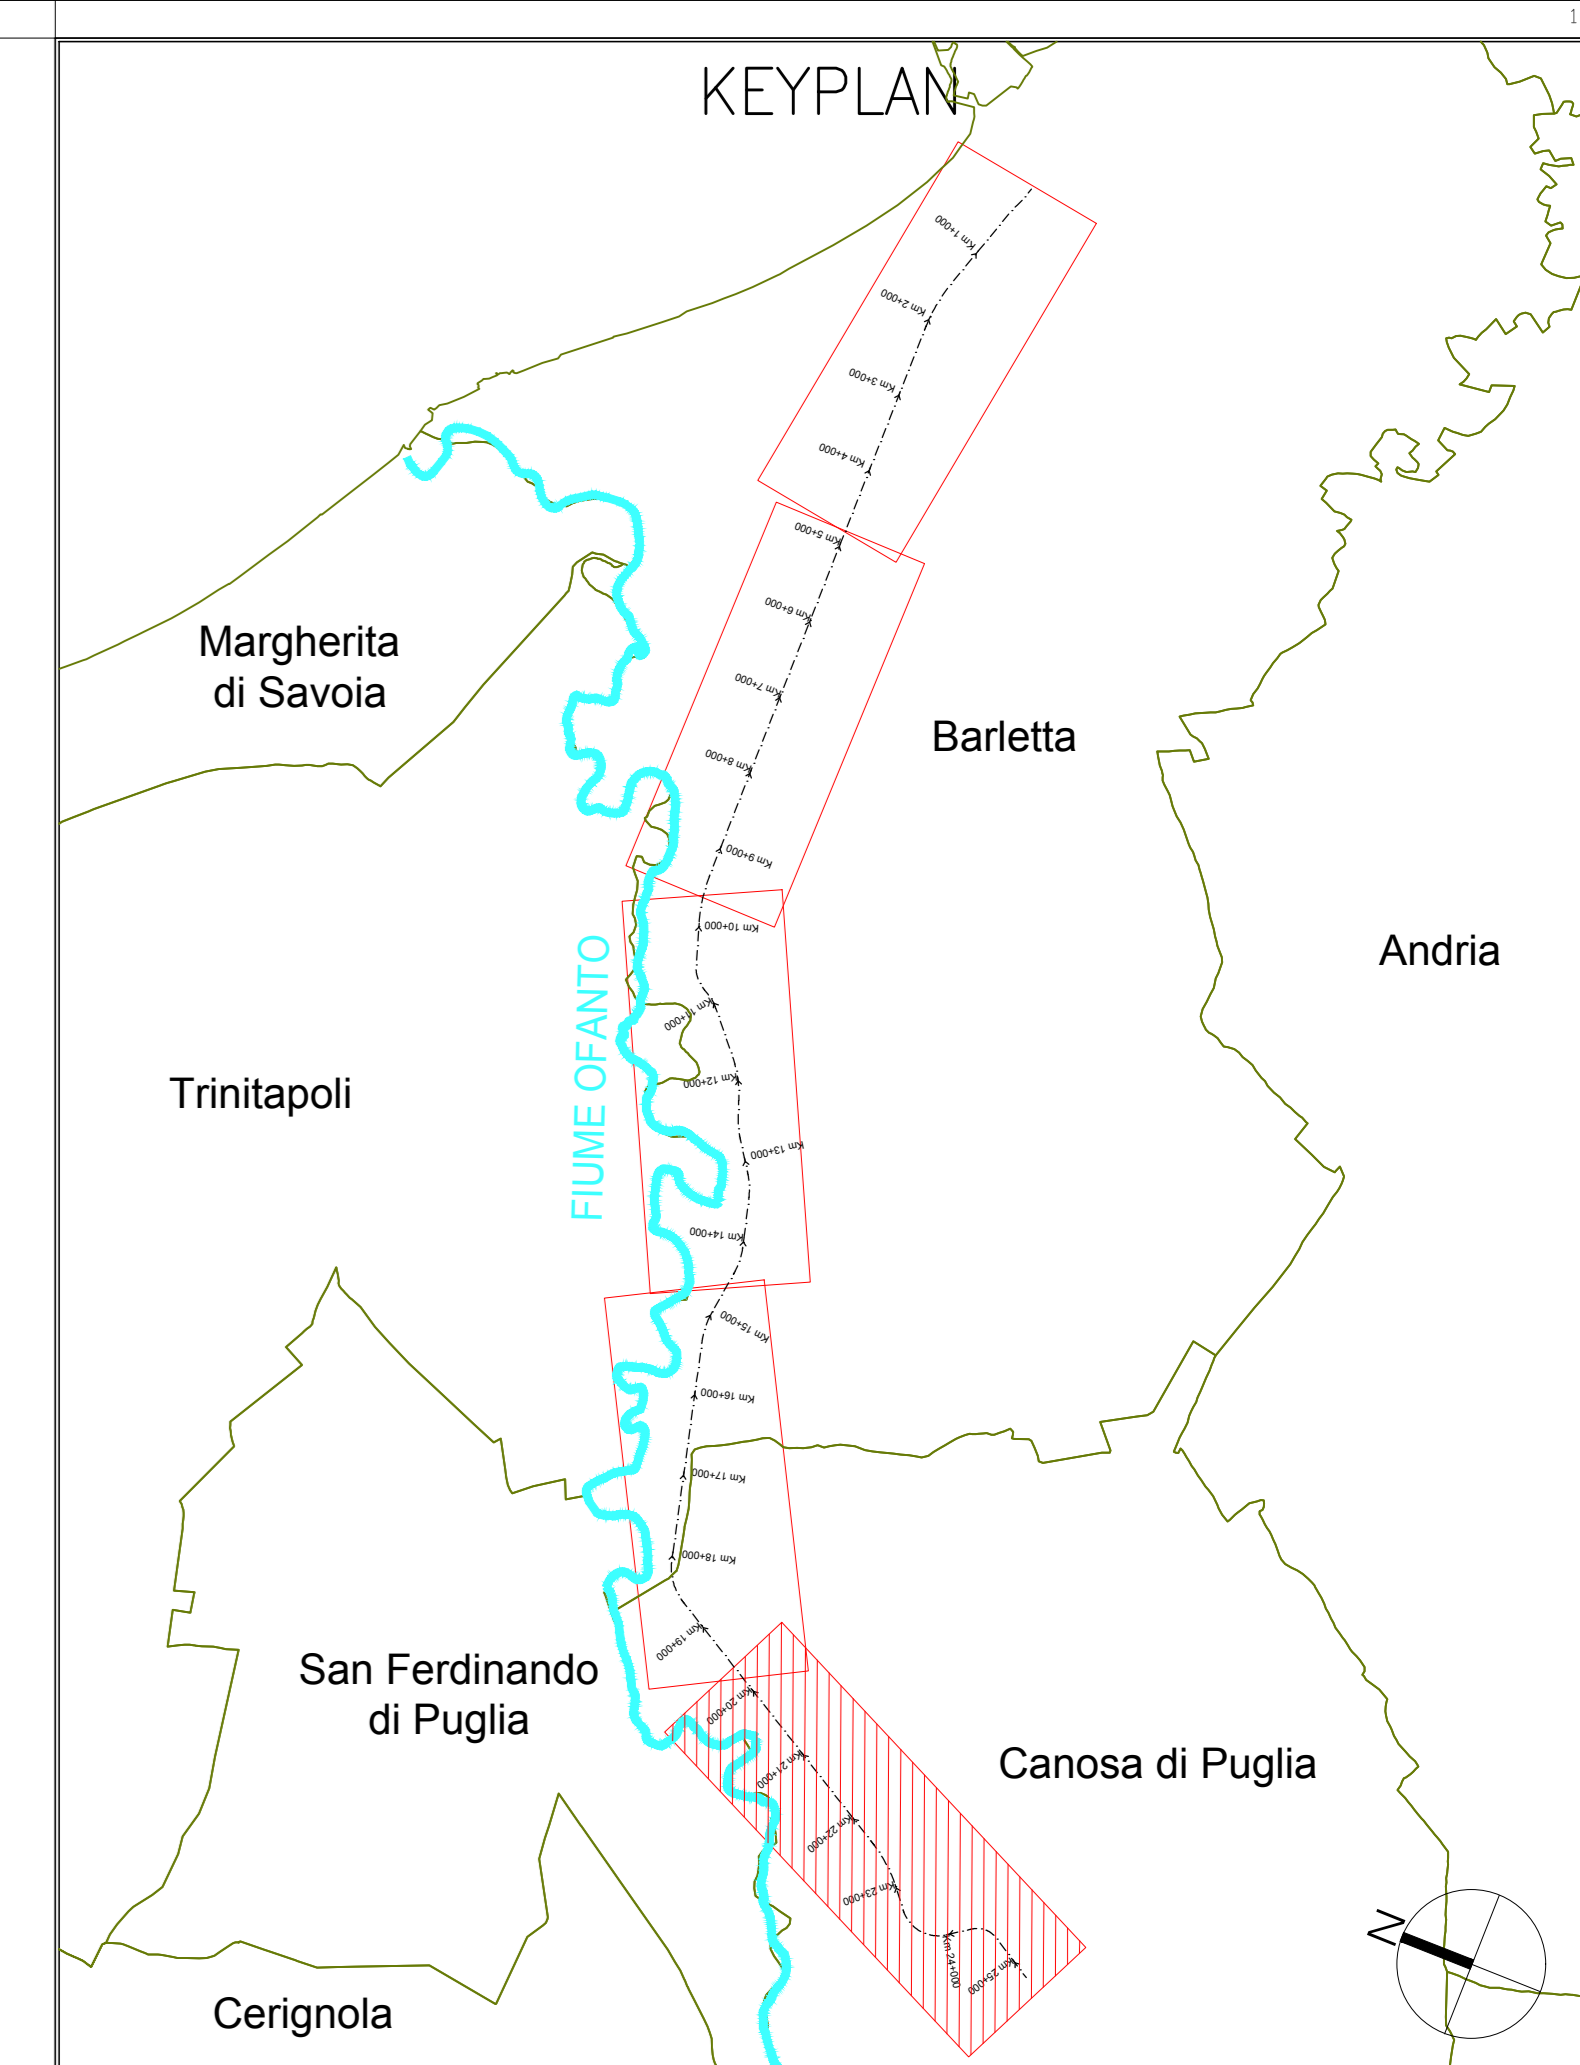 1
KEYPLAN
Km 1+000
Km 2+000
Km 3+000
Km 4+000
Km 5+000
Km 6+000
Margherita
di Savoia
Km 7+000
Barletta
Km 8+000
Km 9+000
Km 10+000
Andria
FIUME OFANTO
Km 11+000
Trinitapoli
Km 12+000
Km 13+000
Km 14+000
Km 15+000
Km 16+000
Km 17+000
Km 18+000
Km 19+000
San Ferdinando
di Puglia
Km 20+000
Canosa di Puglia
Km 21+000
Km 22+000
Km 23+000
Km 24+000
Km 25+000
N
Cerignola